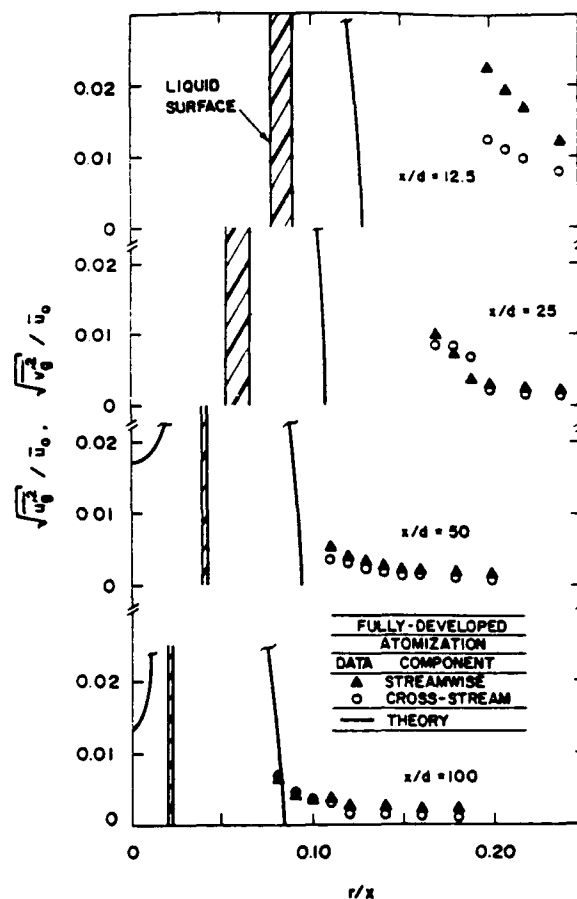 LIQUID
SURFACE
0.02
0.01
0
x/d = 12.5
0.02
0.01
0
x/d = 25
√u̅g'² / u̅o , √v̅g'² / u̅o
0.02
0.01
0
x/d = 50
FULLY-DEVELOPED
ATOMIZATION
DATA COMPONENT
▲ STREAMWISE
○ CROSS-STREAM
— THEORY
0.02
0.01
0
x/d = 100
0 0.10 0.20
r/x